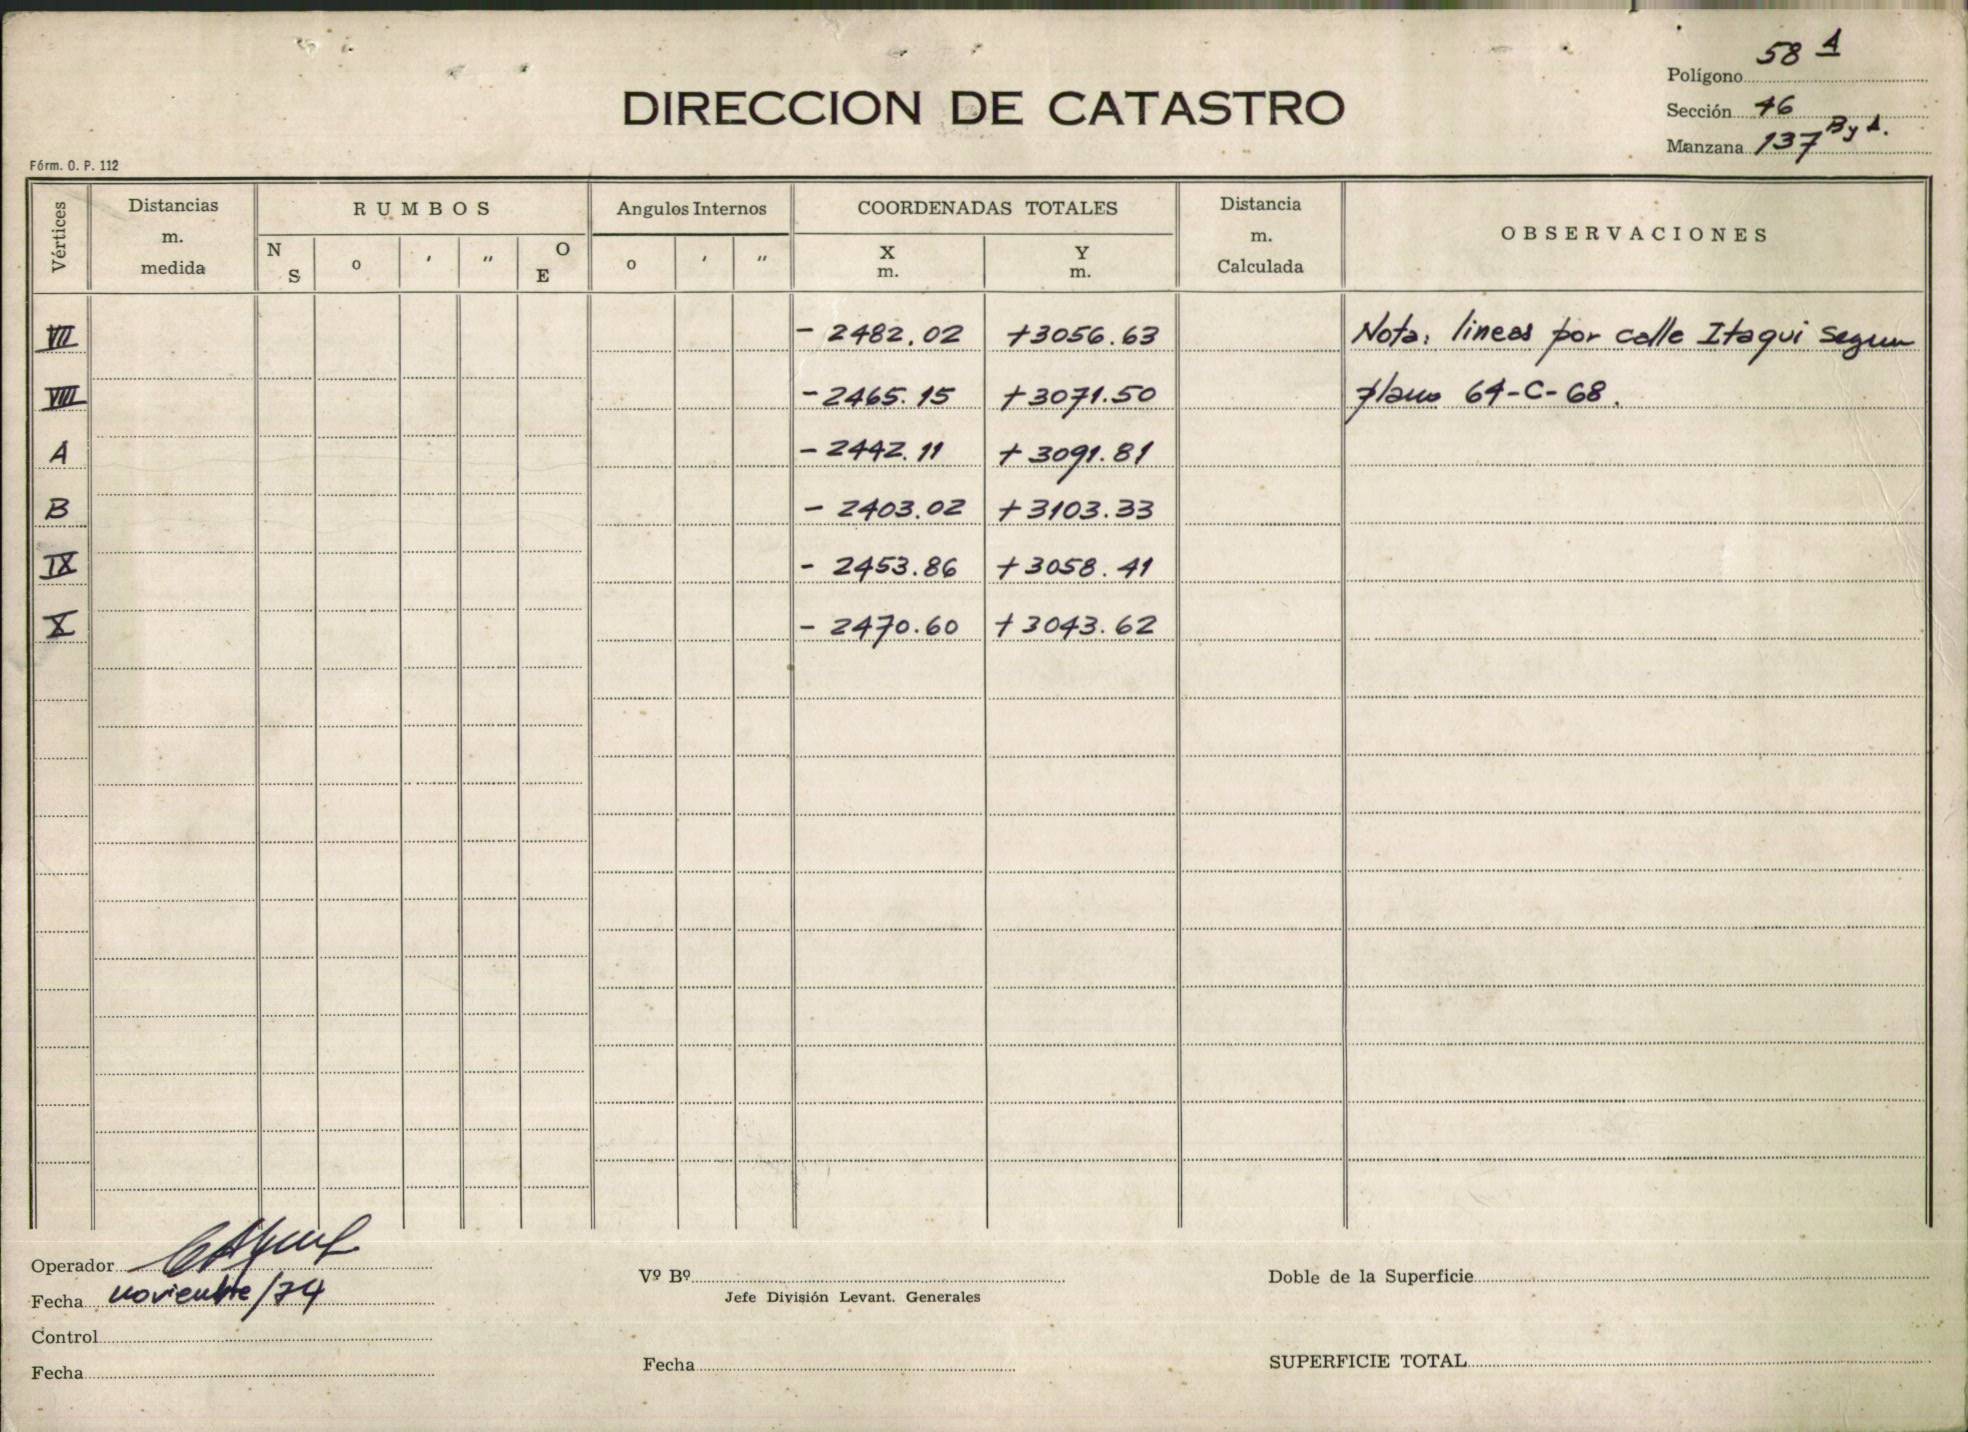 58 A
Polígono
DIRECCION DE CATASTRO
Sección 46
Manzana 137 B y A.
Fórm. O. P. 112
Vértices
Distancias
m.
medida
RUMBOS
N
S
o
'
"
O
E
Angulos Internos
o
'
"
COORDENADAS TOTALES
X
m.
Y
m.
Distancia
m.
Calculada
OBSERVACIONES
VII - 2482.02 +3056.63 Nota: lineas por calle Itaqui segun
VIII - 2465.15 +3071.50 plano 64-C-68.
A - 2442.11 +3091.81
B - 2403.02 +3103.33
IX - 2453.86 +3058.41
X - 2470.60 +3043.62
Operador
Fecha noviembre/74
Control
Fecha
Vº Bº
Jefe División Levant. Generales
Fecha
Doble de la Superficie
SUPERFICIE TOTAL